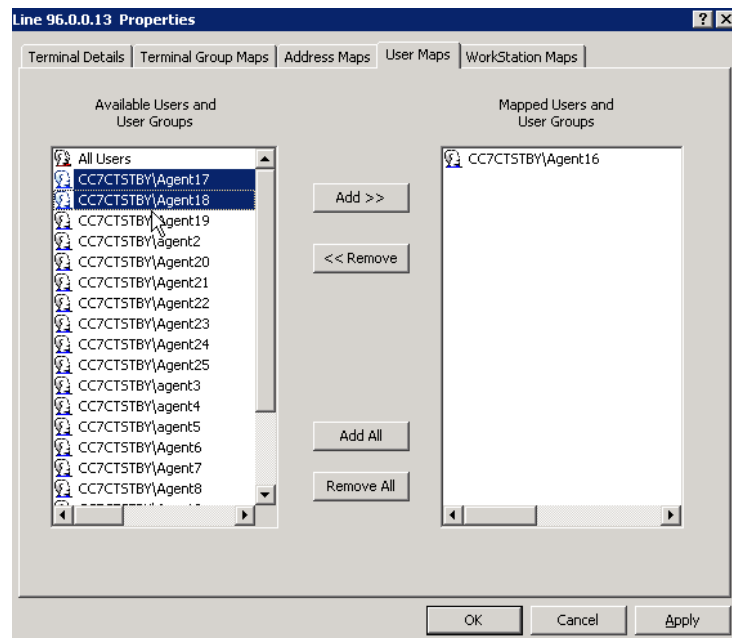 Line 96.0.0.13 Properties
Terminal Details Terminal Group Maps Address Maps User Maps WorkStation Maps
Available Users and
User Groups
All Users
CC7CTSTBY\Agent17
CC7CTSTBY\Agent18
CC7CTSTBY\Agent19
CC7CTSTBY\agent2
CC7CTSTBY\Agent20
CC7CTSTBY\Agent21
CC7CTSTBY\Agent22
CC7CTSTBY\Agent23
CC7CTSTBY\Agent24
CC7CTSTBY\Agent25
CC7CTSTBY\agent3
CC7CTSTBY\agent4
CC7CTSTBY\agent5
CC7CTSTBY\Agent6
CC7CTSTBY\Agent7
CC7CTSTBY\Agent8
Add >>
<< Remove
Add All
Remove All
Mapped Users and
User Groups
CC7CTSTBY\Agent16
OK Cancel Apply